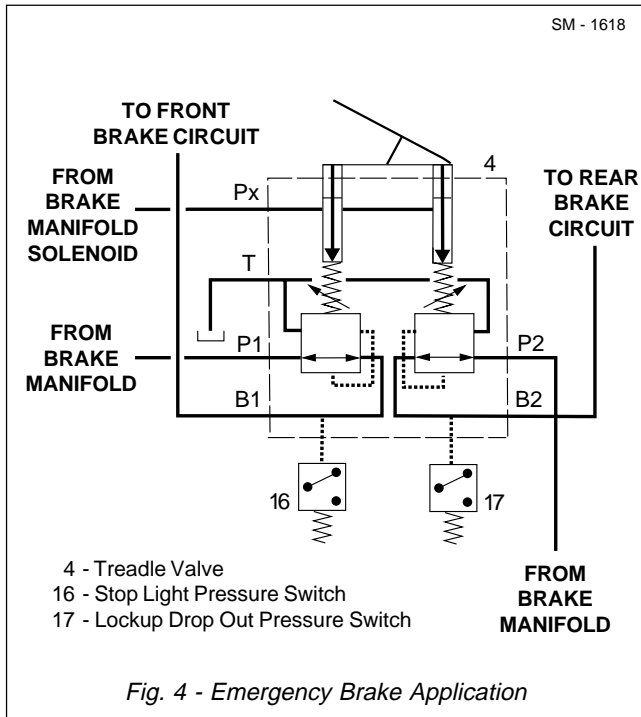 SM - 1618
TO FRONT
BRAKE CIRCUIT
4
FROM
BRAKE
MANIFOLD
SOLENOID
Px
TO REAR
BRAKE
CIRCUIT
T
FROM
BRAKE
MANIFOLD
P1
P2
B1
B2
16
17
4 - Treadle Valve
16 - Stop Light Pressure Switch
17 - Lockup Drop Out Pressure Switch
FROM
BRAKE
MANIFOLD
Fig. 4 - Emergency Brake Application